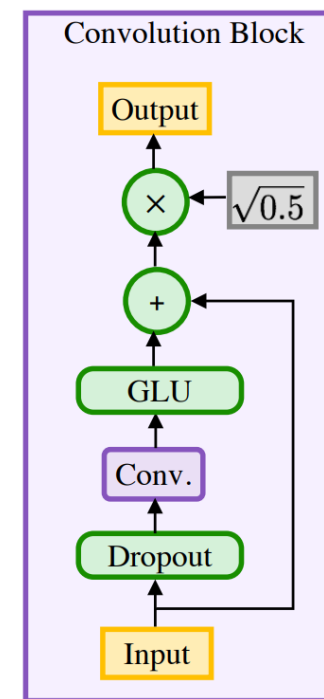 Convolution Block
Output
×
√0.5
+
GLU
Conv.
Dropout
Input